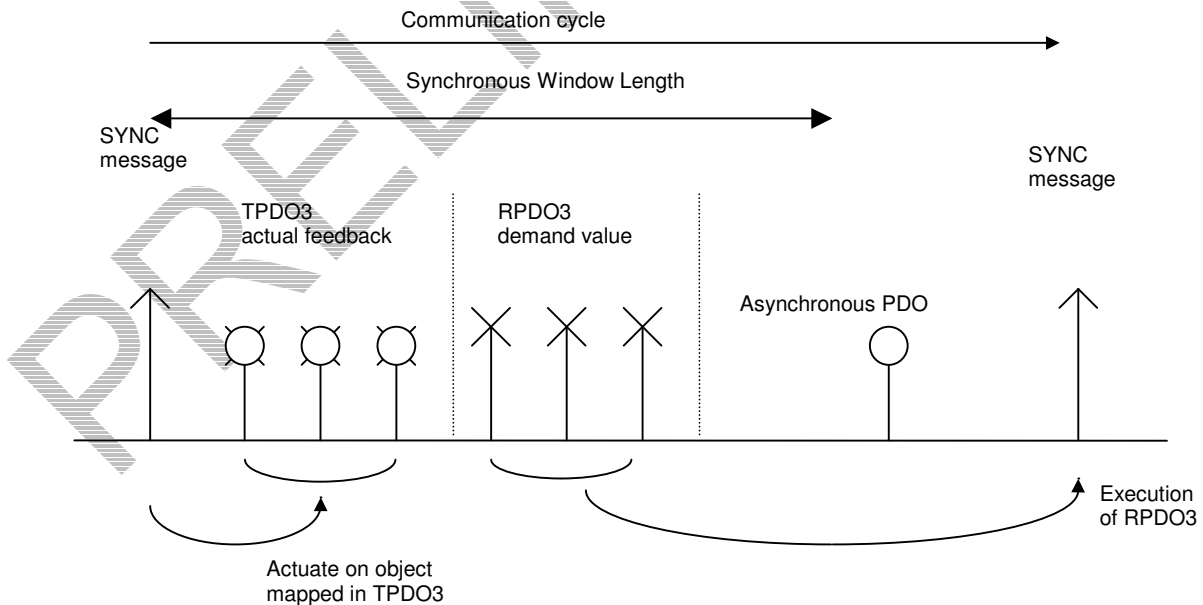 Communication cycle
Synchronous Window Length
SYNC
message
SYNC
message
TPDO3
actual feedback
RPDO3
demand value
Asynchronous PDO
Execution
of RPDO3
Actuate on object
mapped in TPDO3